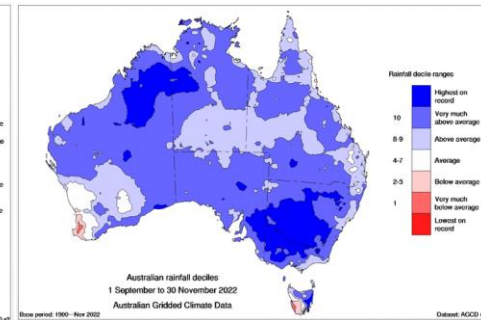 Rainfall decile ranges
Highest on
record
10
Very much
above average
8-9
Above average
4-7
Average
2-3
Below average
1
Very much
below average
Lowest on
record
Australian rainfall deciles
1 September to 30 November 2022
Australian Gridded Climate Data
Base period: 1900—Nov 2022
Dataset: AGCD